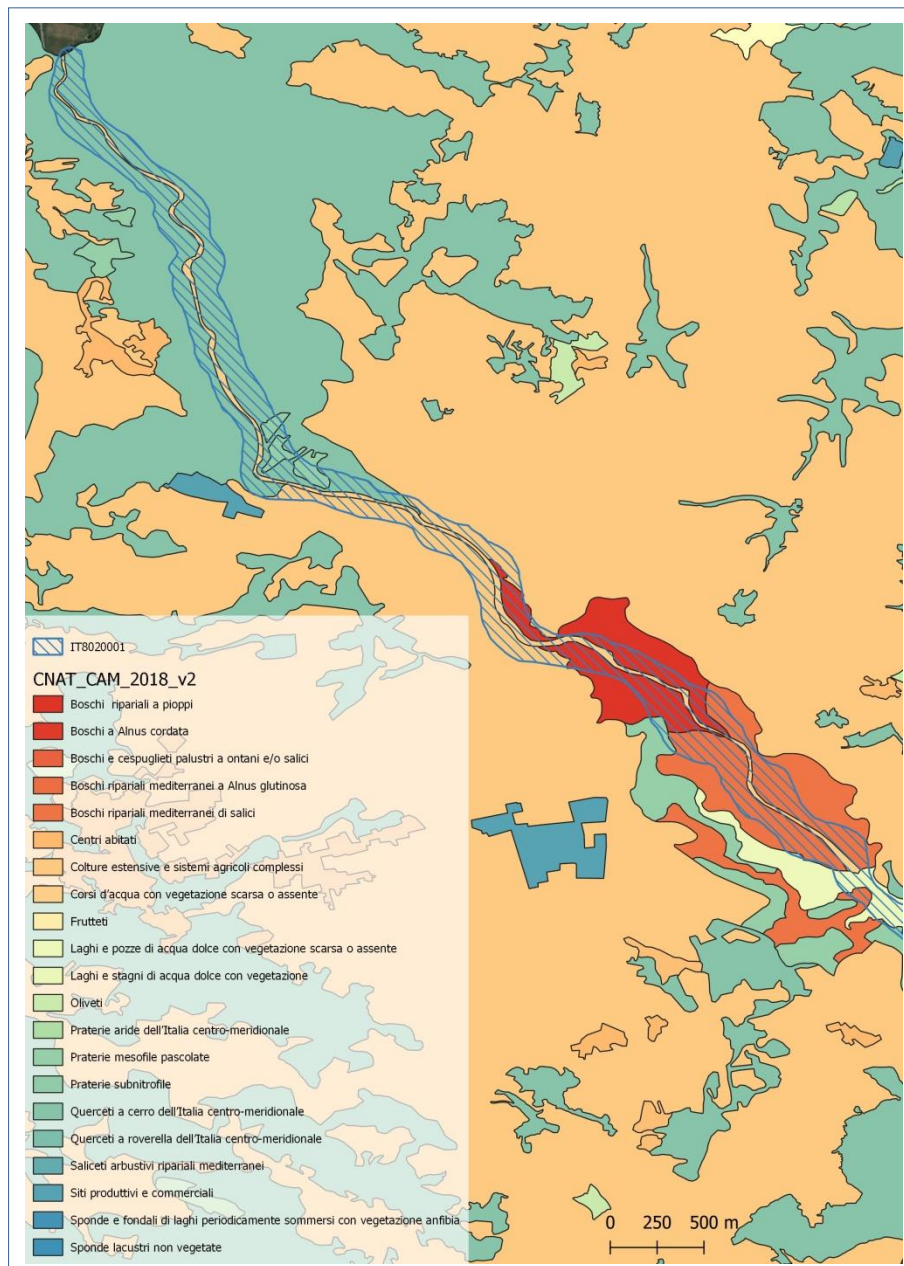 IT8020001
CNAT_CAM_2018_v2
Boschi ripariali a pioppi
Boschi a Alnus cordata
Boschi e cespuglieti palustri a ontani e/o salici
Boschi ripariali mediterranei a Alnus glutinosa
Boschi ripariali mediterranei di salici
Centri abitati
Colture estensive e sistemi agricoli complessi
Corsi d'acqua con vegetazione scarsa o assente
Frutteti
Laghi e pozze di acqua dolce con vegetazione scarsa o assente
Laghi e stagni di acqua dolce con vegetazione
Oliveti
Praterie aride dell'Italia centro-meridionale
Praterie mesofile pascolate
Praterie subnitrofile
Querceti a cerro dell'Italia centro-meridionale
Querceti a roverella dell'Italia centro-meridionale
Saliceti arbustivi ripariali mediterranei
Siti produttivi e commerciali
Sponde e fondali di laghi periodicamente sommersi con vegetazione anfibia
Sponde lacustri non vegetate
0 250 500 m